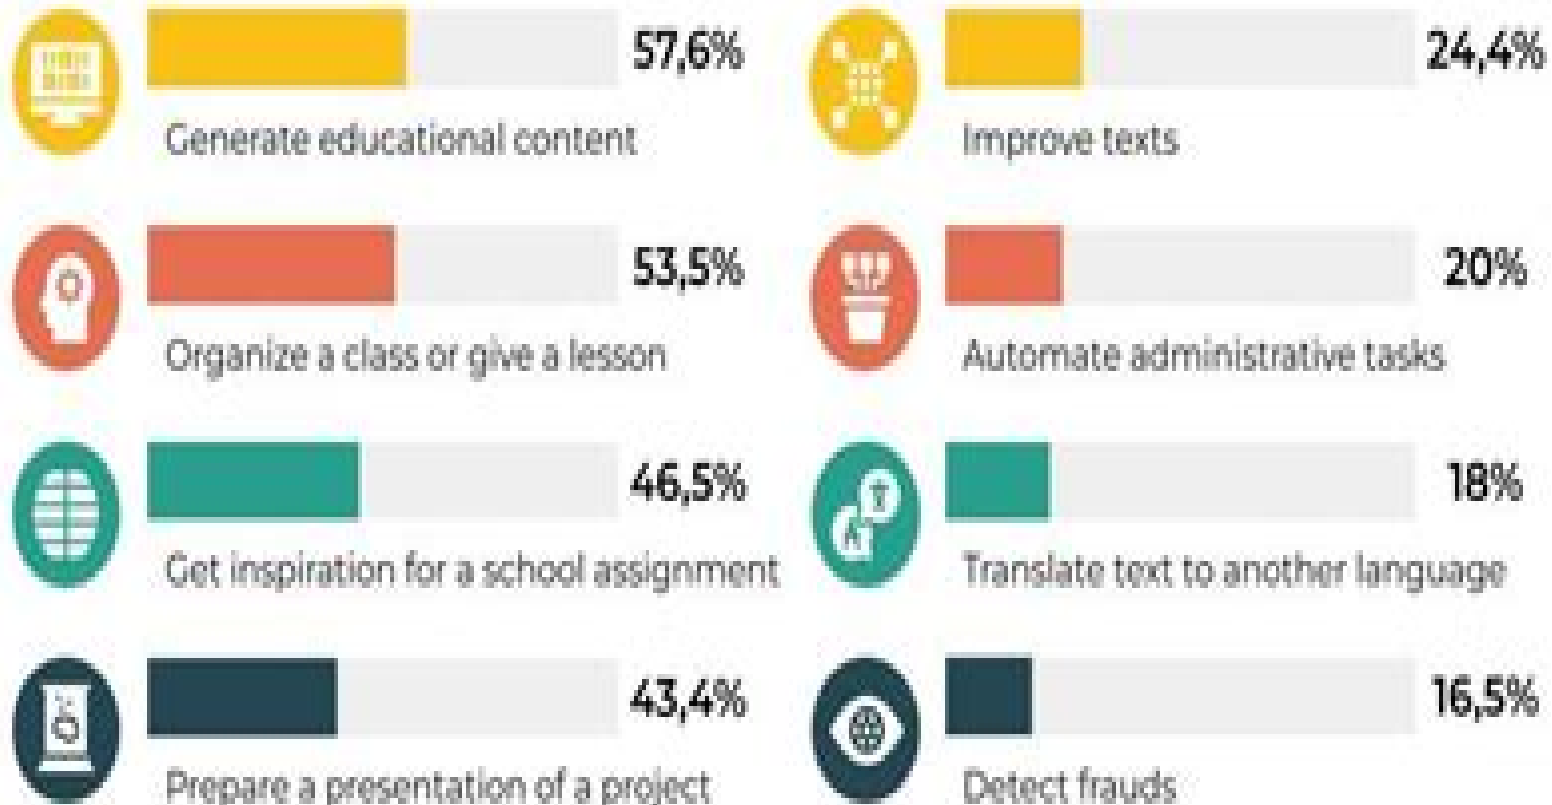 57,6%
Generate educational content
53,5%
Organize a class or give a lesson
46,5%
Get inspiration for a school assignment
43,4%
Prepare a presentation of a project
24,4%
Improve texts
20%
Automate administrative tasks
18%
Translate text to another language
16,5%
Detect frauds